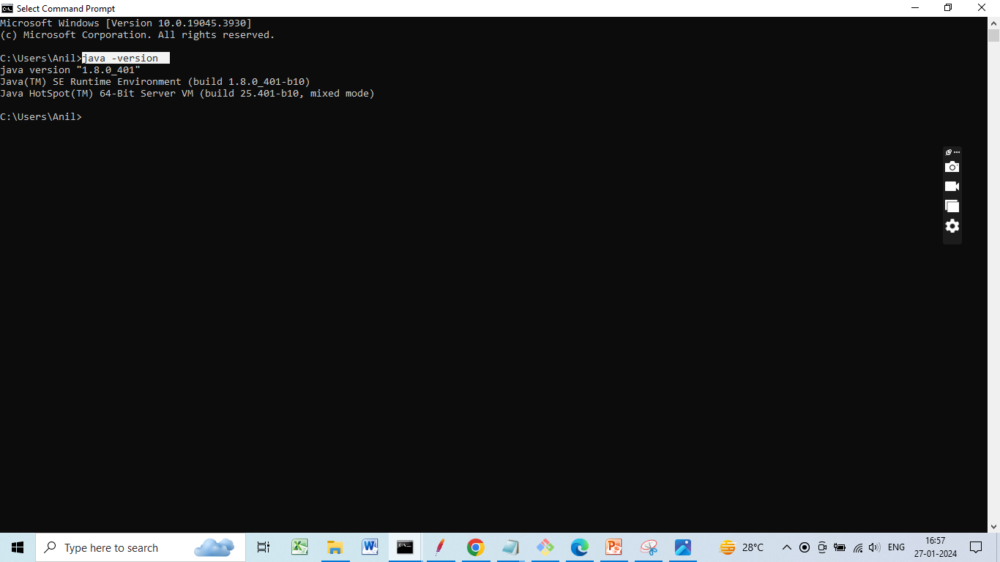 Select Command Prompt
Microsoft Windows [Version 10.0.19045.3930]
(c) Microsoft Corporation. All rights reserved.
C:\Users\Anil>java -version
java version "1.8.0_401"
Java(TM) SE Runtime Environment (build 1.8.0_401-b10)
Java HotSpot(TM) 64-Bit Server VM (build 25.401-b10, mixed mode)
C:\Users\Anil>
Type here to search
28°C
ENG
16:57
27-01-2024